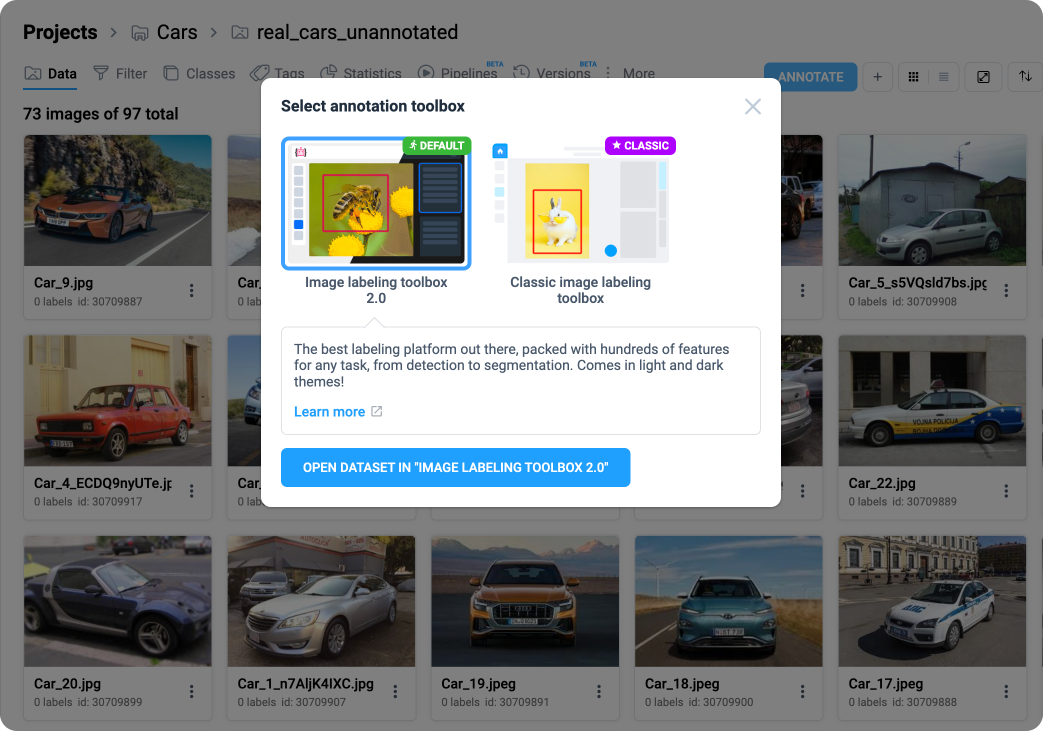 Projects > Cars > real_cars_unannotated
Data Filter Classes Tags Statistics Pipelines BETA Versions BETA More
ANNOTATE
73 images of 97 total
Select annotation toolbox
DEFAULT
CLASSIC
Image labeling toolbox
2.0
Classic image labeling
toolbox
The best labeling platform out there, packed with hundreds of features
for any task, from detection to segmentation. Comes in light and dark
themes!
Learn more
OPEN DATASET IN "IMAGE LABELING TOOLBOX 2.0"
Car_9.jpg
0 labels id: 30709887
Car_5_s5VQsld7bs.jpg
0 labels id: 30709908
Car_4_ECDQ9nyUTe.jp
0 labels id: 30709917
VOJNA POLICIJA
Car_22.jpg
0 labels id: 30709889
Car_20.jpg
0 labels id: 30709899
Car_1_n7AljK4IXC.jpg
0 labels id: 30709907
Car_19.jpeg
0 labels id: 30709891
Car_18.jpeg
0 labels id: 30709900
ДПС
Car_17.jpeg
0 labels id: 30709888